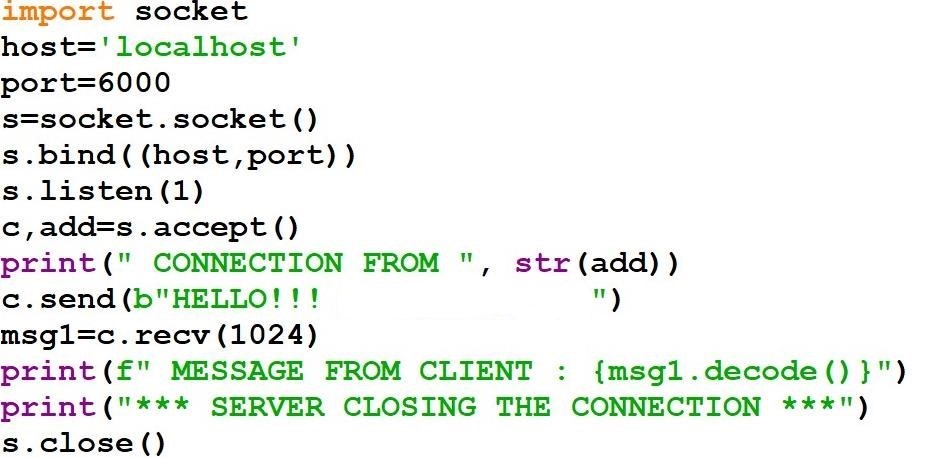 import socket
host='localhost'
port=6000
s=socket.socket()
s.bind((host,port))
s.listen(1)
c,add=s.accept()
print(" CONNECTION FROM ", str(add))
c.send(b"HELLO!!!               ")
msg1=c.recv(1024)
print(f" MESSAGE FROM CLIENT : {msg1.decode()}")
print("*** SERVER CLOSING THE CONNECTION ***")
s.close()